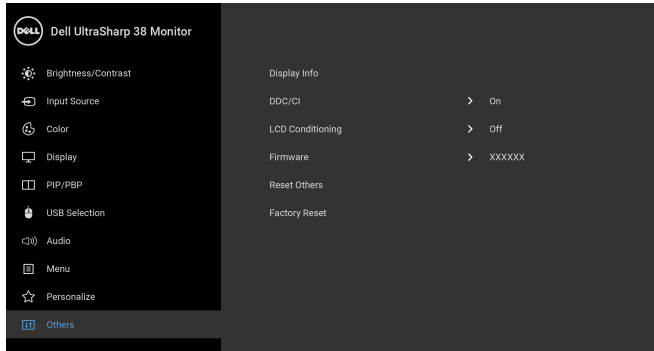 DELL Dell UltraSharp 38 Monitor
Brightness/Contrast
Input Source
Color
Display
PIP/PBP
USB Selection
Audio
Menu
Personalize
Others
Display Info
DDC/CI > On
LCD Conditioning > Off
Firmware > XXXXXX
Reset Others
Factory Reset